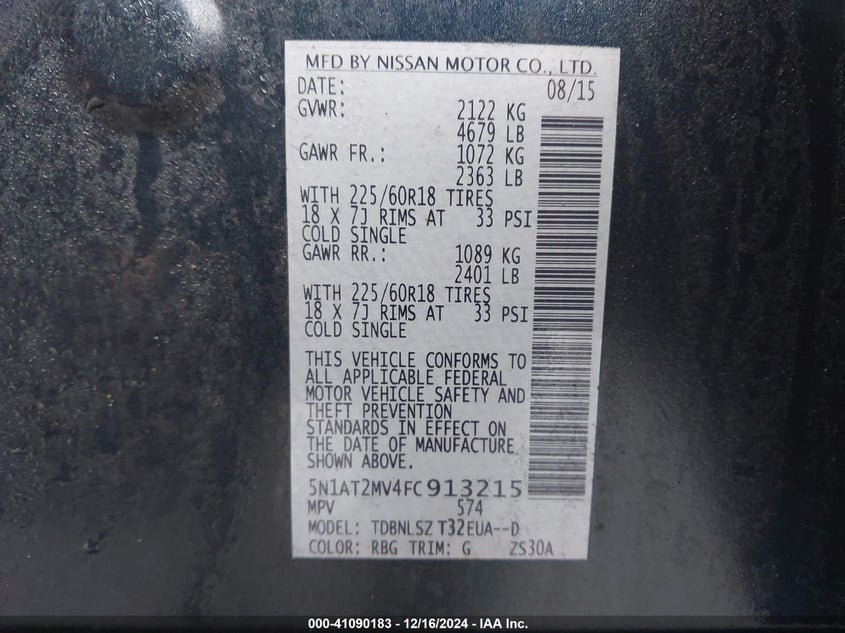 MFD BY NISSAN MOTOR CO., LTD.
DATE: 08/15
GVWR: 2122 KG
4679 LB
GAWR FR.: 1072 KG
2363 LB
WITH 225/60R18 TIRES
18 X 7J RIMS AT 33 PSI
COLD SINGLE
GAWR RR.: 1089 KG
2401 LB
WITH 225/60R18 TIRES
18 X 7J RIMS AT 33 PSI
COLD SINGLE
THIS VEHICLE CONFORMS TO
ALL APPLICABLE FEDERAL
MOTOR VEHICLE SAFETY AND
THEFT PREVENTION
STANDARDS IN EFFECT ON
THE DATE OF MANUFACTURE
SHOWN ABOVE.
5N1AT2MV4FC913215
MPV 574
MODEL: TDBNLSZ T32EUA--D
COLOR: RBG TRIM: G ZS30A
000-41090183 - 12/16/2024 - IAAI Inc.